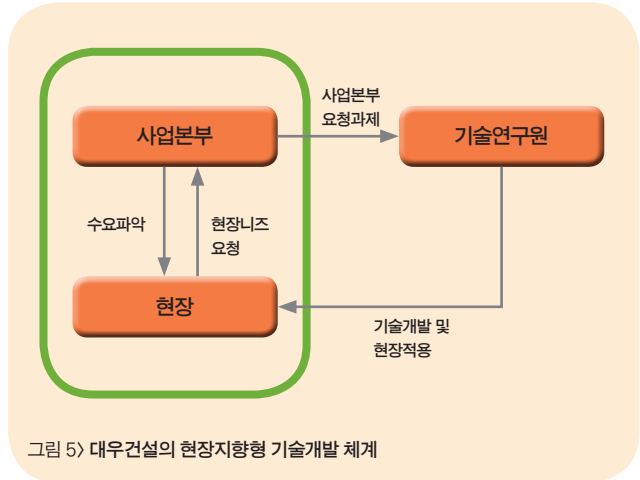 사업본부
요청과제
사업본부
기술연구원
수요파악
현장니즈
요청
현장
기술개발 및
현장적용
그림 5> 대우건설의 현장지향형 기술개발 체계